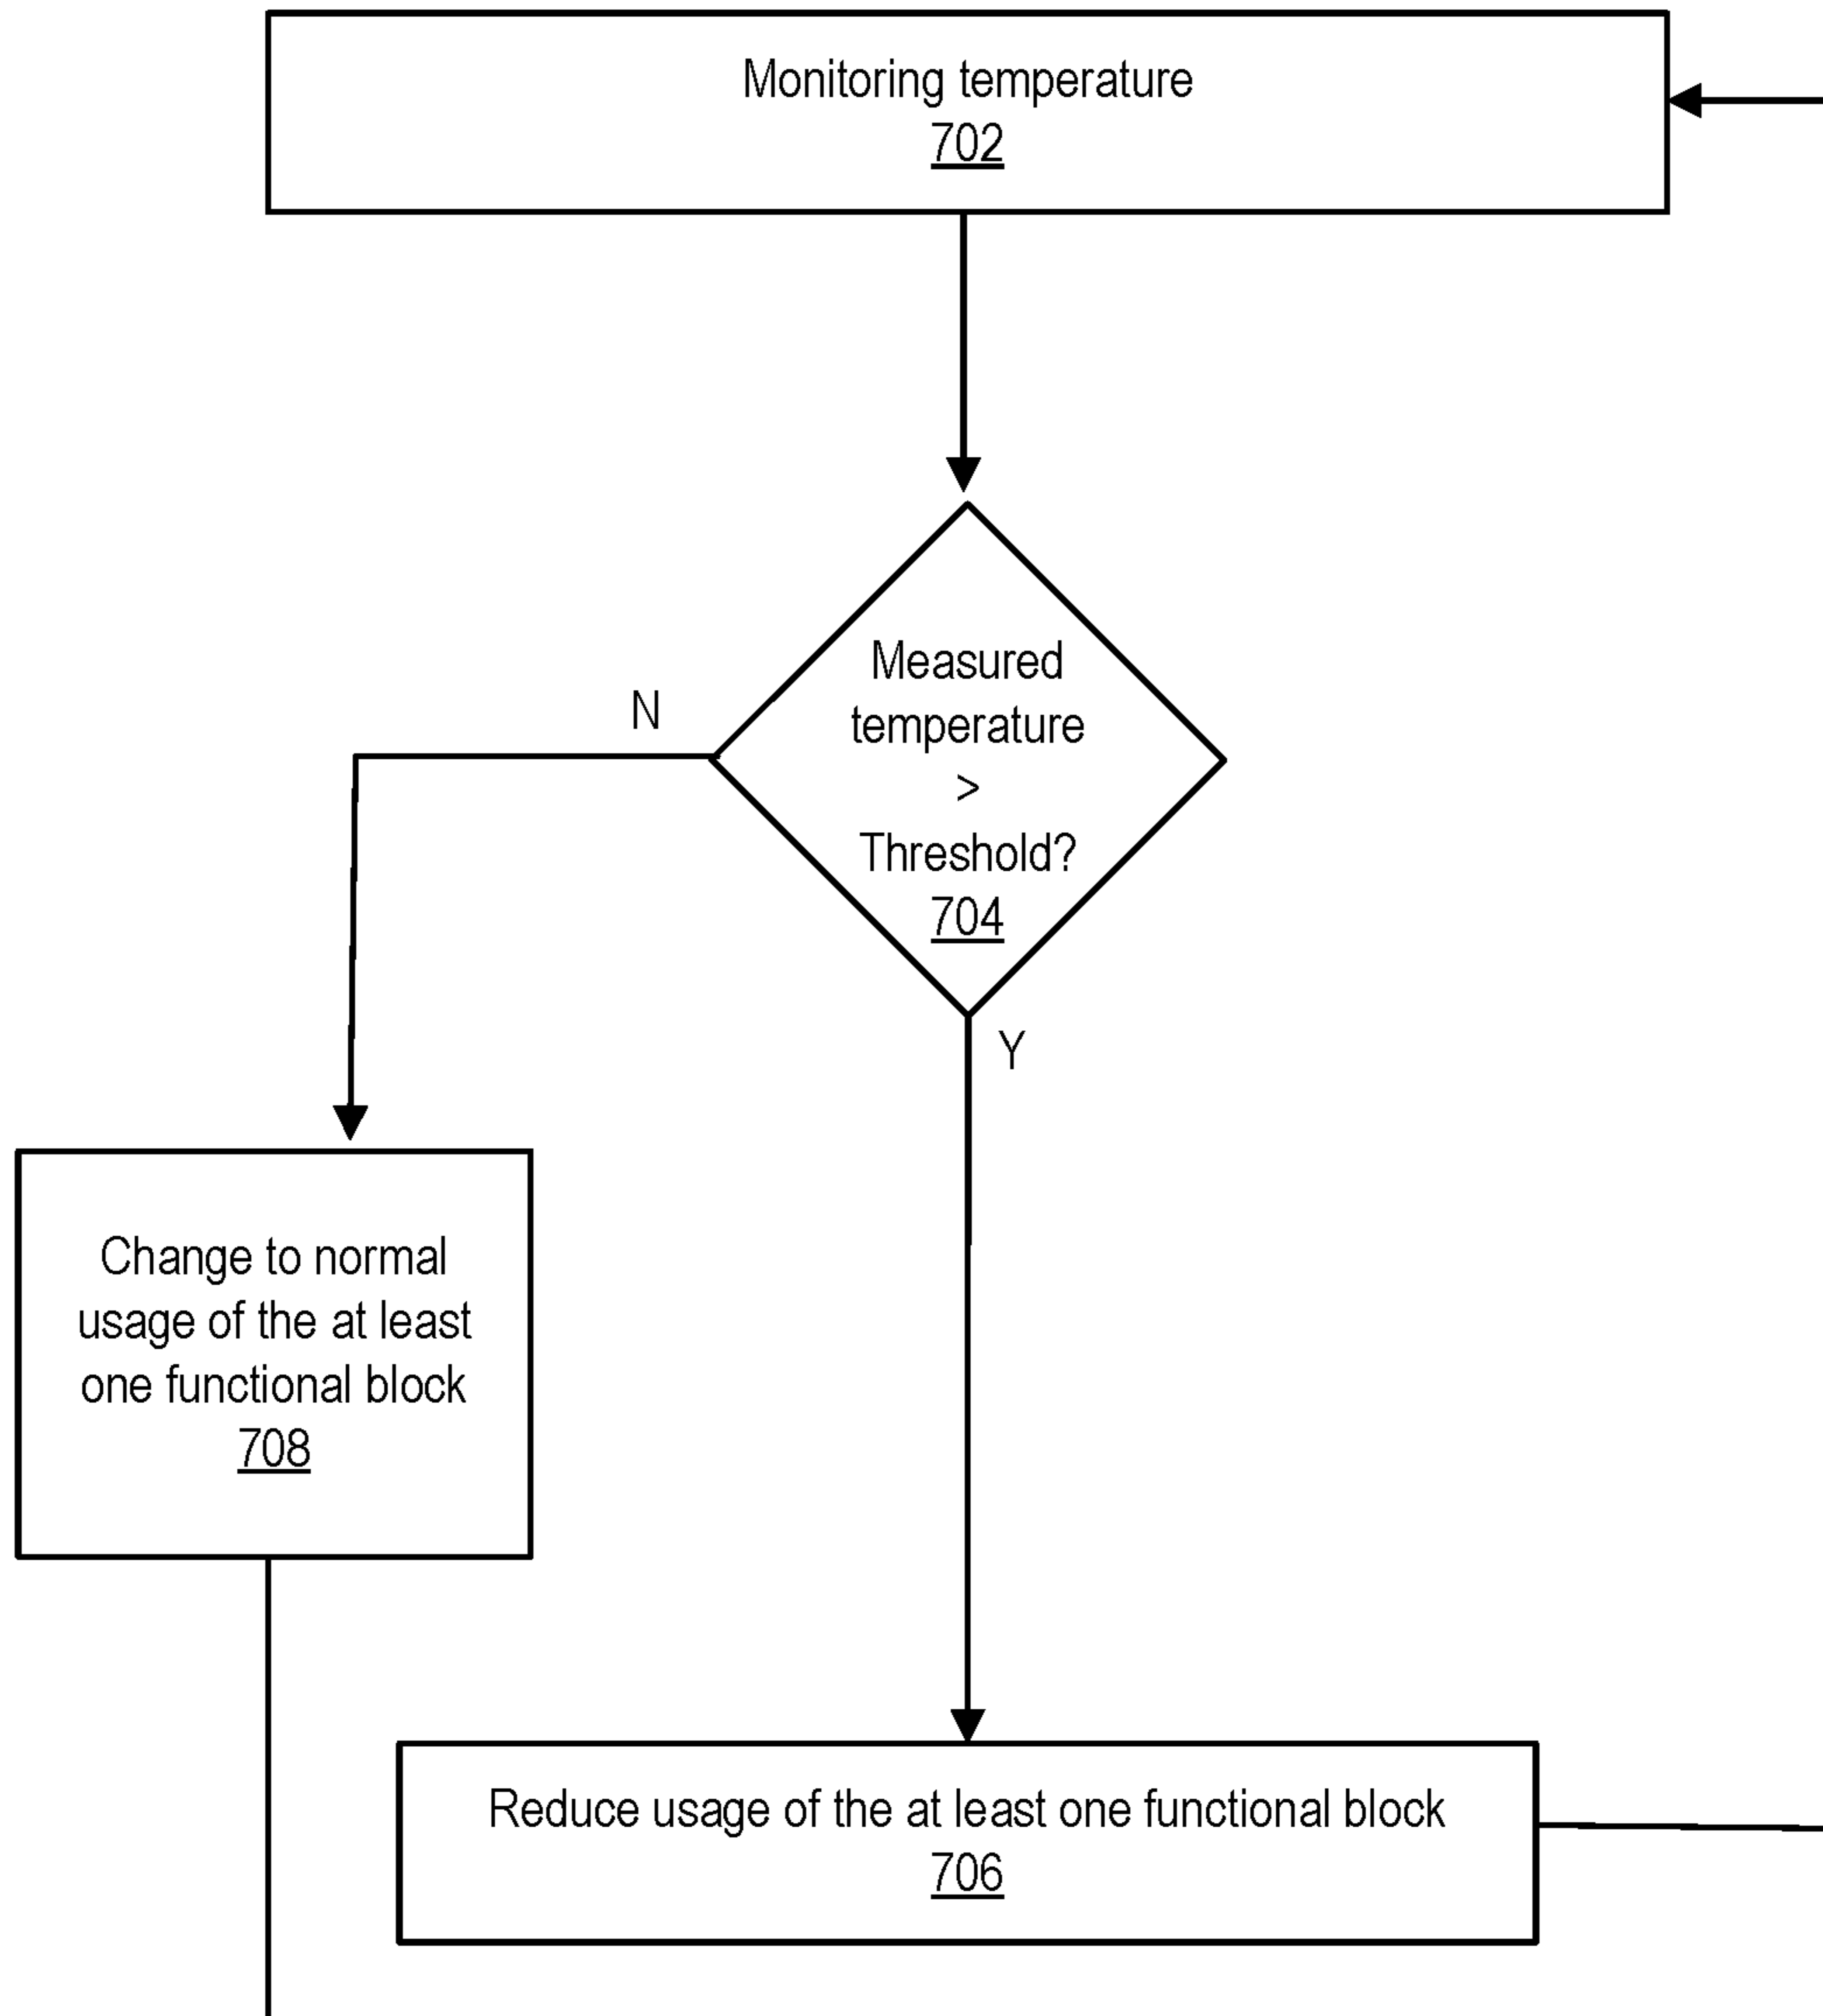 Monitoring temperature
702
Measured
temperature
>
Threshold?
704
N
Y
Change to normal
usage of the at least
one functional block
708
Reduce usage of the at least one functional block
706